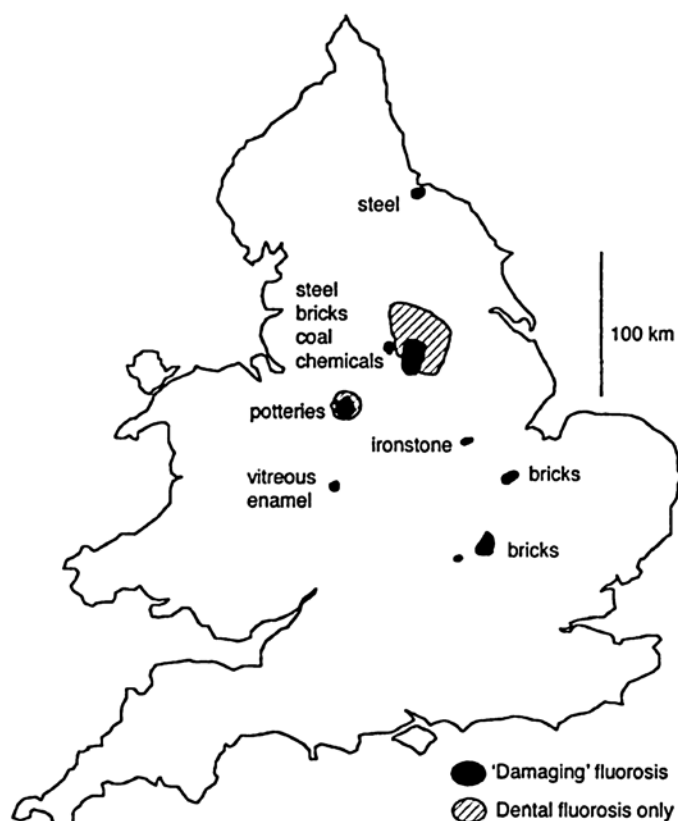 steel
steel
bricks
coal
chemicals
100 km
potteries
ironstone
vitreous
enamel
bricks
bricks
'Damaging' fluorosis
Dental fluorosis only